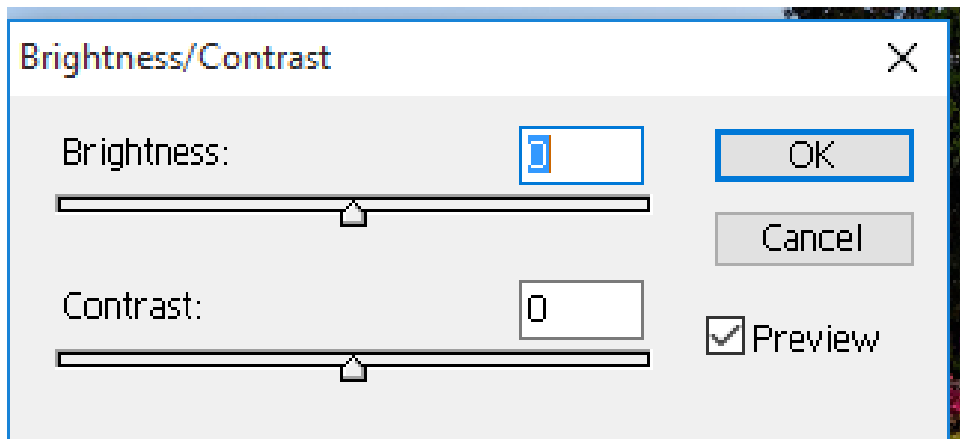 Brightness/Contrast
Brightness: 0
OK
Cancel
Contrast: 0
Preview